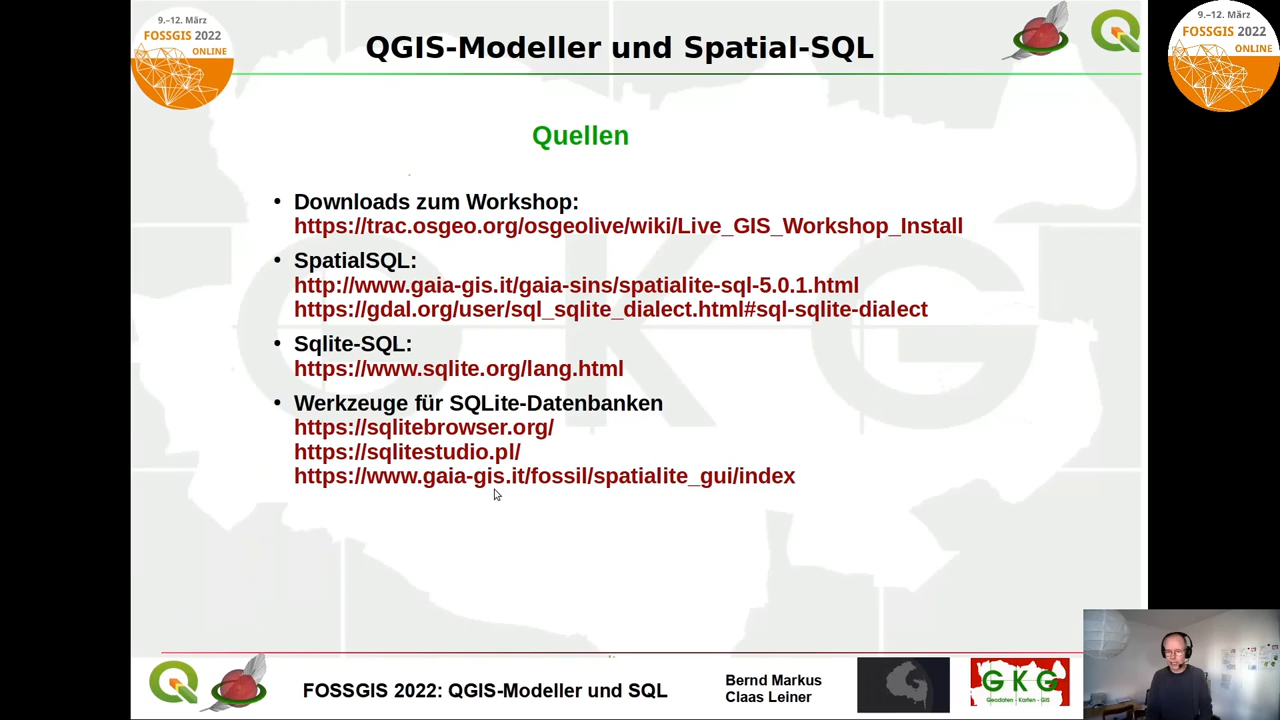 9.–12. März
FOSSGIS 2022
ONLINE
QGIS-Modeller und Spatial-SQL
9.–12. März
FOSSGIS 2022
ONLINE
Quellen
• Downloads zum Workshop:
https://trac.osgeo.org/osgeolive/wiki/Live_GIS_Workshop_Install
• SpatialSQL:
http://www.gaia-gis.it/gaia-sins/spatialite-sql-5.0.1.html
https://gdal.org/user/sql_sqlite_dialect.html#sql-sqlite-dialect
• Sqlite-SQL:
https://www.sqlite.org/lang.html
• Werkzeuge für SQLite-Datenbanken
https://sqlitebrowser.org/
https://sqlitestudio.pl/
https://www.gaia-gis.it/fossil/spatialite_gui/index
GKG
FOSSGIS 2022: QGIS-Modeller und SQL
Bernd Markus
Claas Leiner
GKG
Geodaten - Karten - GIS